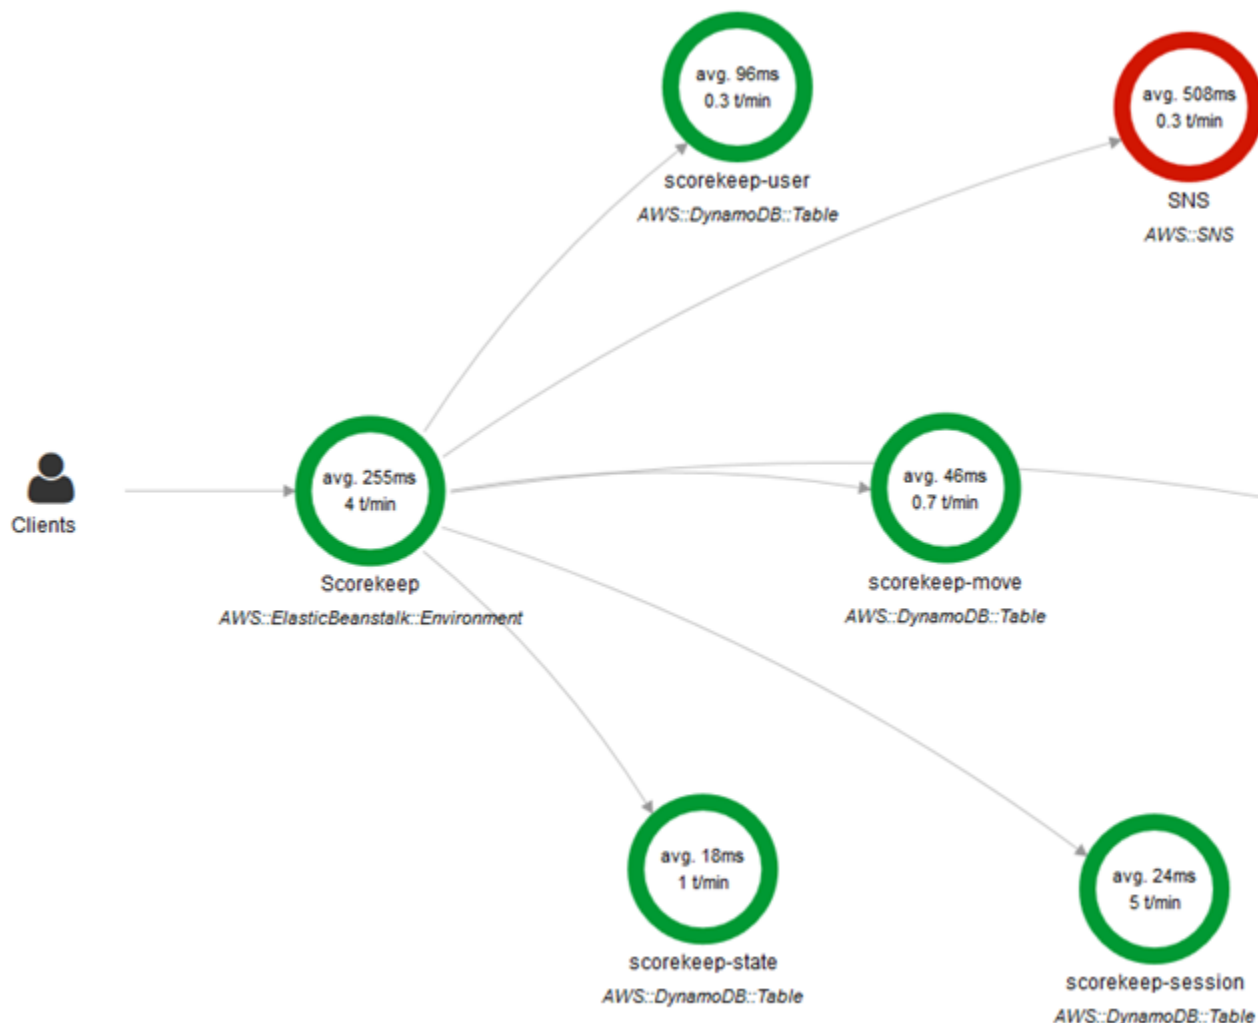 avg. 96ms
0.3 t/min
scorekeep-user
AWS::DynamoDB::Table
avg. 508ms
0.3 t/min
SNS
AWS::SNS
Clients
avg. 255ms
4 t/min
Scorekeep
AWS::ElasticBeanstalk::Environment
avg. 46ms
0.7 t/min
scorekeep-move
AWS::DynamoDB::Table
avg. 18ms
1 t/min
scorekeep-state
AWS::DynamoDB::Table
avg. 24ms
5 t/min
scorekeep-session
AWS::DynamoDB::Table